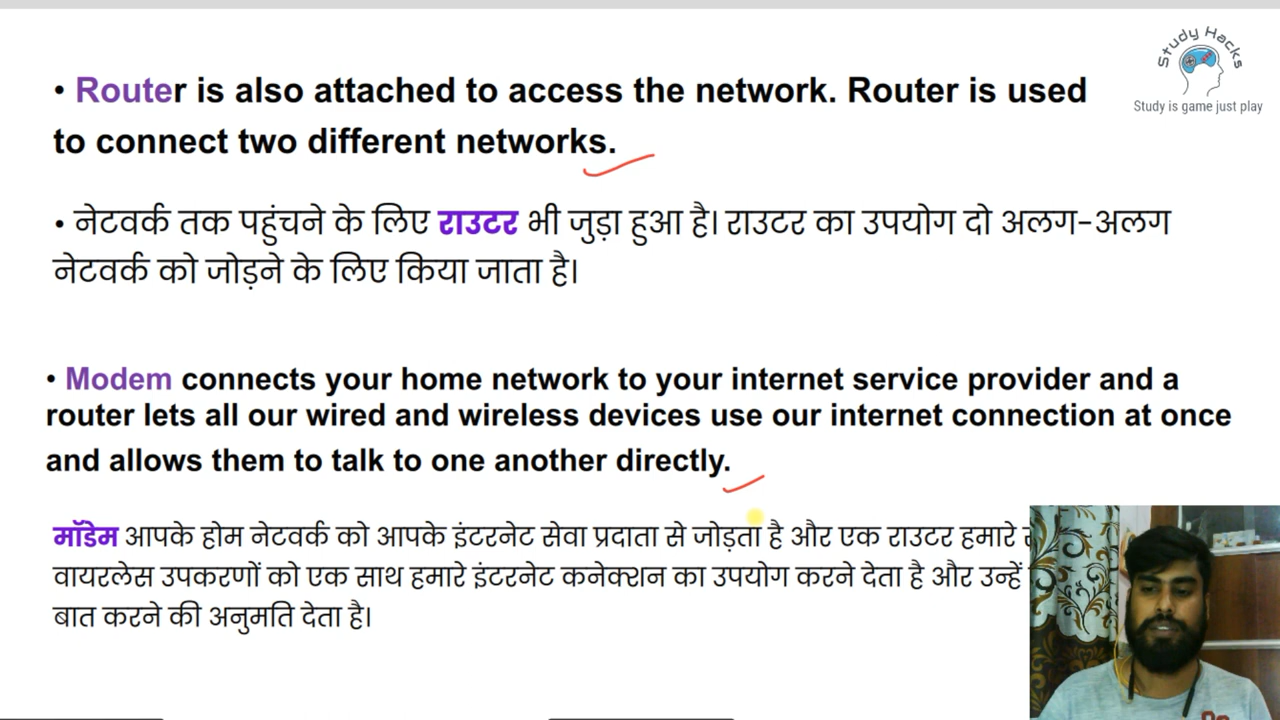 Study Hacks
Study is game just play
• Router is also attached to access the network. Router is used
to connect two different networks.
• नेटवर्क तक पहुंचने के लिए राउटर भी जुड़ा हुआ है। राउटर का उपयोग दो अलग-अलग
नेटवर्क को जोड़ने के लिए किया जाता है।
• Modem connects your home network to your internet service provider and a
router lets all our wired and wireless devices use our internet connection at once
and allows them to talk to one another directly.
मॉडेम आपके होम नेटवर्क को आपके इंटरनेट सेवा प्रदाता से जोड़ता है और एक राउटर हमारे
वायरलेस उपकरणों को एक साथ हमारे इंटरनेट कनेक्शन का उपयोग करने देता है और उन्हें
बात करने की अनुमति देता है।